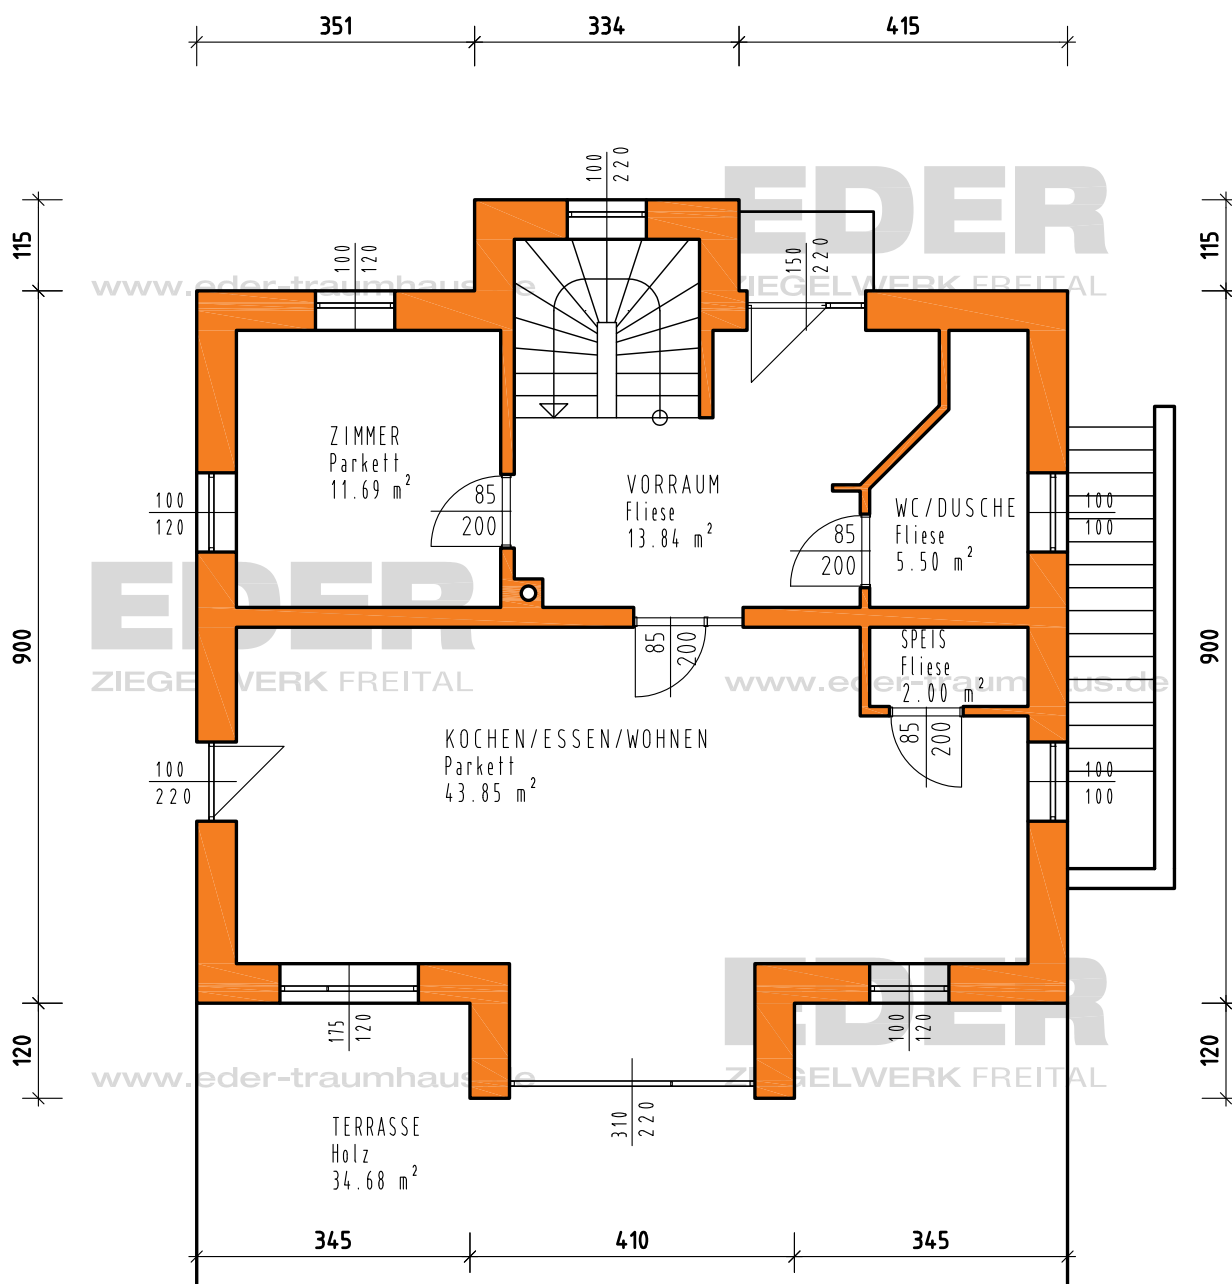 351
334
415
100
220
EDER
115
115
100
120
150
220
www.eder-traumhaus.de
ZIEGELWERK FREITAL
ZIMMER
Parkett
11.69 m²
VORRAUM
Fliese
13.84 m²
85
200
100
120
WC/DUSCHE
Fliese
5.50 m²
100
100
85
200
EDER
ZIEGELWERK FREITAL
900
900
85
200
SPEIS
Fliese
2.00 m²
www.eder-traumhaus.de
85
200
KOCHEN/ESSEN/WOHNEN
Parkett
43.85 m²
100
220
100
100
EDER
175
120
100
120
120
120
www.eder-traumhaus.de
ZIEGELWERK FREITAL
310
220
TERRASSE
Holz
34.68 m²
345
410
345